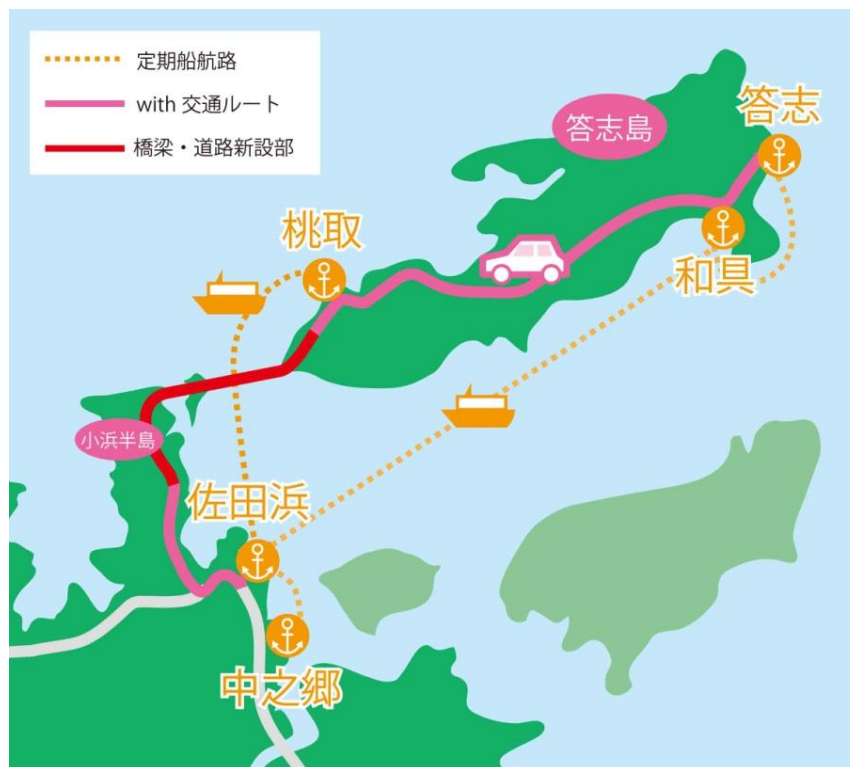 定期船航路
with 交通ルート
橋梁・道路新設部
答志
答志島
桃取
和具
小浜半島
佐田浜
中之郷